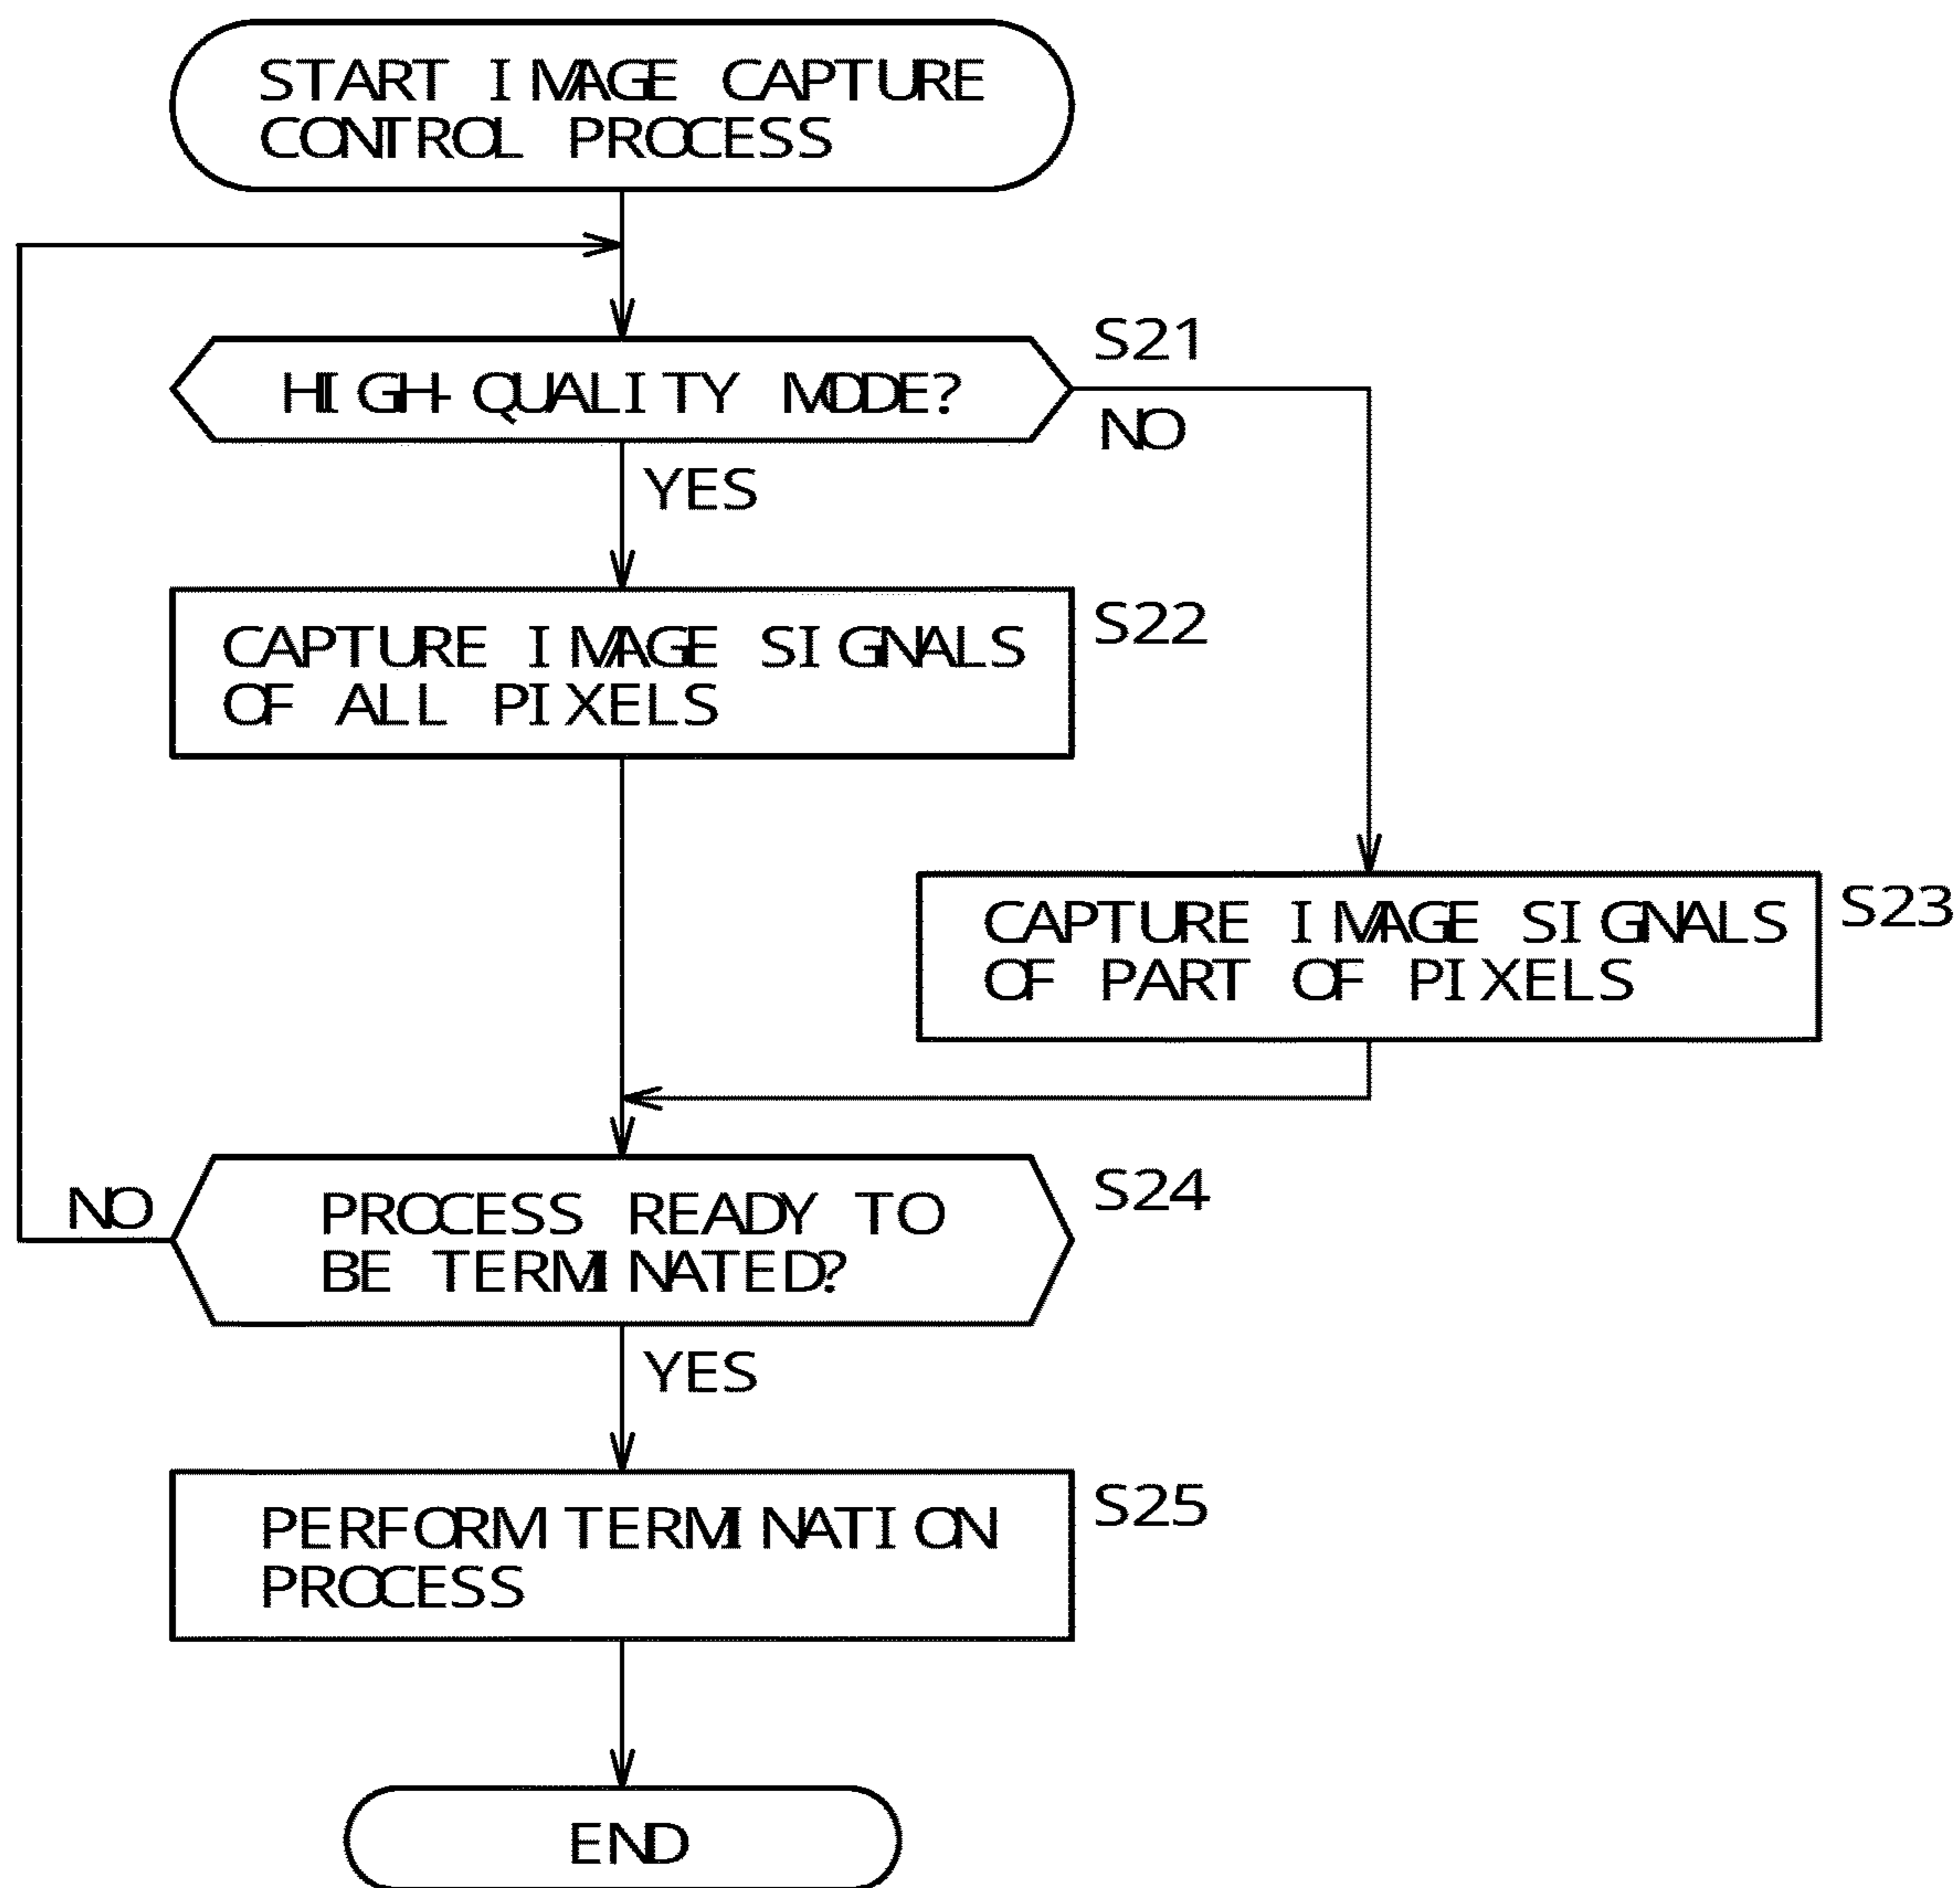 START IMAGE CAPTURE
CONTROL PROCESS
S21
HIGH-QUALITY MODE?
NO
YES
S22
CAPTURE IMAGE SIGNALS
OF ALL PIXELS
S23
CAPTURE IMAGE SIGNALS
OF PART OF PIXELS
S24
NO
PROCESS READY TO
BE TERMINATED?
YES
S25
PERFORM TERMINATION
PROCESS
END